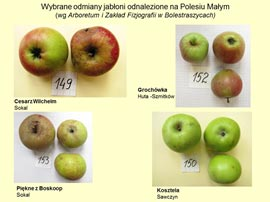 Wybrane odmiany jabłoni odnalezione na Polesiu Małym
(wg Arboretum i Zakład Fizjografii w Bolestraszycach)
149
Cesarz Wilhelm
Sokal
152
Grochówka
Huta -Szmitków
153
Piękne z Boskoop
Sokal
150
Kosztela
Sawczyn